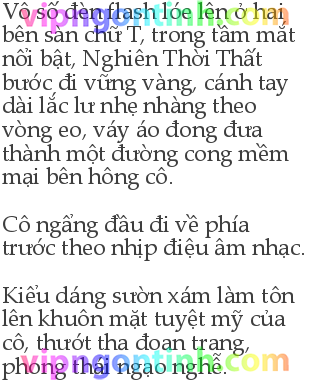 Vô số đèn flash lóe lên ở hai
bên sàn chữ T, trong tầm mắt
nổi bật, Nghiên Thời Thất
bước đi vững vàng, cánh tay
dài lắc lư nhẹ nhàng theo
vòng eo, váy áo đong đưa
thành một đường cong mềm
mại bên hông cô.
Cô ngẩng đầu đi về phía
trước theo nhịp điệu âm nhạc.
Kiểu dáng sườn xám làm tôn
lên khuôn mặt tuyệt mỹ của
cô, thướt tha đoan trang,
phong thái ngạo nghễ.
vipngontinh.com
vipngontinh.com